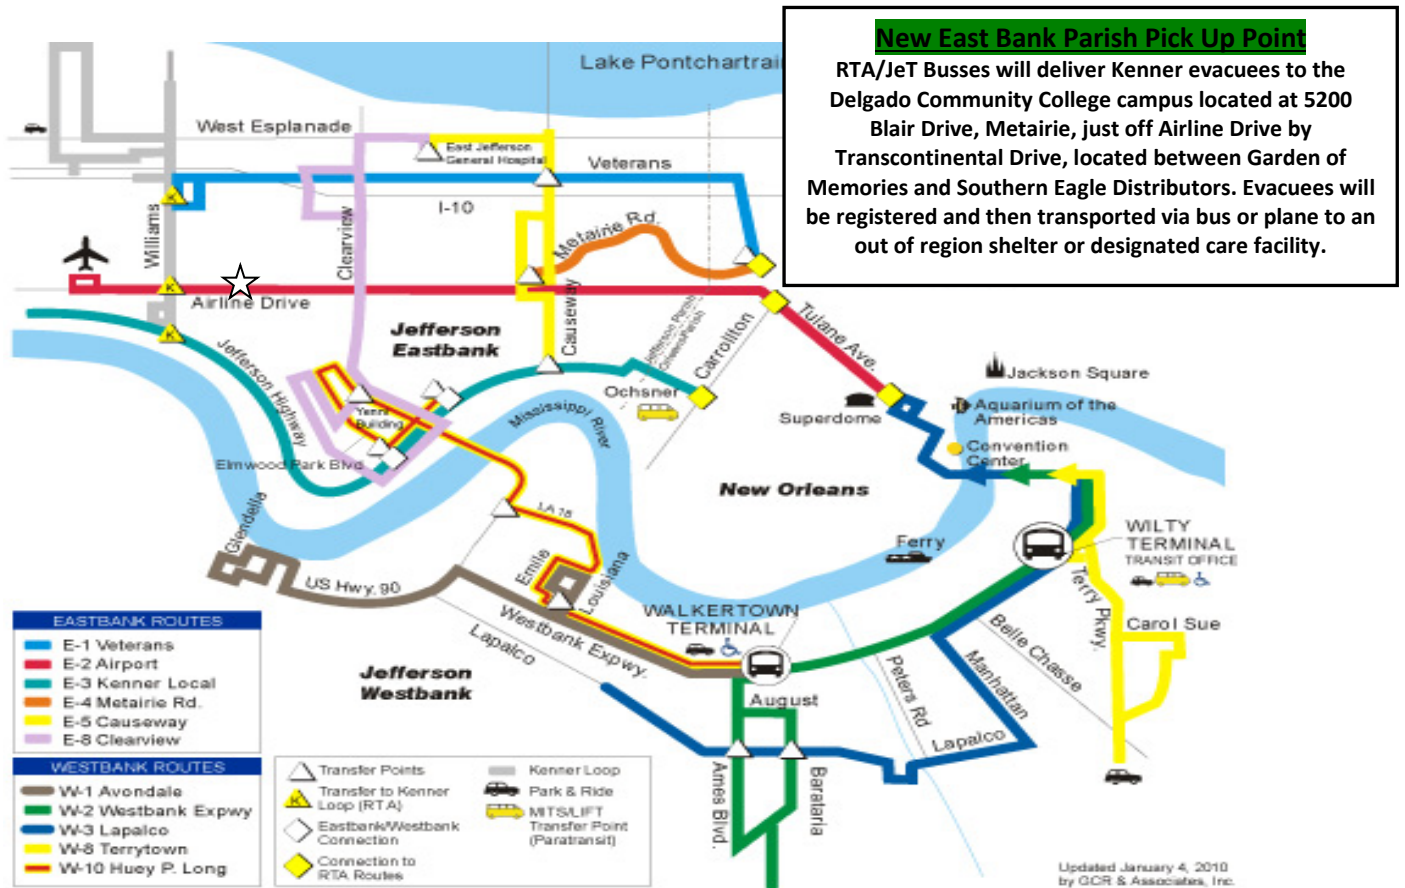 New East Bank Parish Pick Up Point
RTA/JeT Busses will deliver Kenner evacuees to the
Delgado Community College campus located at 5200
Blair Drive, Metairie, just off Airline Drive by
Transcontinental Drive, located between Garden of
Memories and Southern Eagle Distributors. Evacuees will
be registered and then transported via bus or plane to an
out of region shelter or designated care facility.
Lake Pontchartrain
West Esplanade
East Jefferson
General Hospital
Veterans
I-10
Williams
Clearview
Metairie Rd.
Airline Drive
Causeway
Jefferson
Eastbank
Jefferson Parish
Orleans Parish
Carrollton
Tulane Ave.
Jefferson Highway
Ochsner
Superdome
Jackson Square
Aquarium of the
Americas
Convention
Center
Yenni
Building
Mississippi River
Elmwood Park Blvd
New Orleans
Glendella
LA 18
Ferry
WILTY
TERMINAL
TRANSIT OFFICE
US Hwy. 90
Emile
Louisiana
WALKERTOWN
TERMINAL
Terry Pkwy.
Carol Sue
Belle Chasse
Westbank Expwy.
Lapalco
Jefferson
Westbank
Peters Rd
Manhattan
August
Lapalco
Ames Blvd.
Barataria
EASTBANK ROUTES
E-1 Veterans
E-2 Airport
E-3 Kenner Local
E-4 Metairie Rd.
E-5 Causeway
E-8 Clearview
WESTBANK ROUTES
W-1 Avondale
W-2 Westbank Expwy
W-3 Lapalco
W-8 Terrytown
W-10 Huey P. Long
Transfer Points
K
Transfer to Kenner
Loop (RTA)
Eastbank/Westbank
Connection
Connection to
RTA Routes
Kenner Loop
Park & Ride
MITS/LIFT
Transfer Point
(Paratransit)
Updated January 4, 2010
by GCR & Associates, Inc.